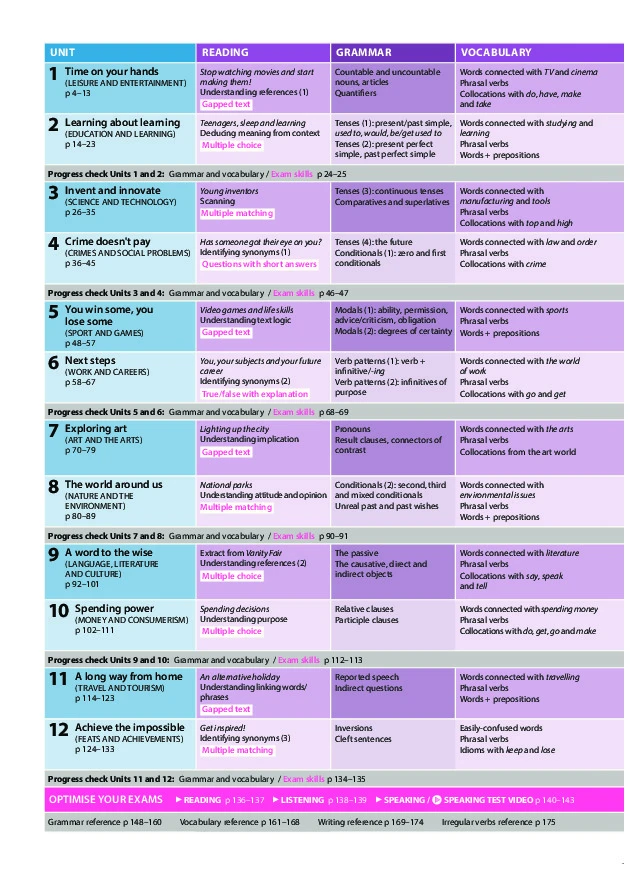 UNIT READING GRAMMAR VOCABULARY
1 Time on your hands
(LEISURE AND ENTERTAINMENT)
p 4–13
Stop watching movies and start
making them!
Understanding references (1)
Gapped text
Countable and uncountable
nouns, articles
Quantifiers
Words connected with TV and cinema
Phrasal verbs
Collocations with do, have, make
and take
2 Learning about learning
(EDUCATION AND LEARNING)
p 14–23
Teenagers, sleep and learning
Deducing meaning from context
Multiple choice
Tenses (1): present/past simple,
used to, would, be/get used to
Tenses (2): present perfect
simple, past perfect simple
Words connected with studying and
learning
Phrasal verbs
Words + prepositions
Progress check Units 1 and 2: Grammar and vocabulary / Exam skills p 24–25
3 Invent and innovate
(SCIENCE AND TECHNOLOGY)
p 26–35
Young inventors
Scanning
Multiple matching
Tenses (3): continuous tenses
Comparatives and superlatives
Words connected with
manufacturing and tools
Phrasal verbs
Collocations with top and high
4 Crime doesn't pay
(CRIMES AND SOCIAL PROBLEMS)
p 36–45
Has someone got their eye on you?
Identifying synonyms (1)
Questions with short answers
Tenses (4): the future
Conditionals (1): zero and first
conditionals
Words connected with law and order
Phrasal verbs
Collocations with crime
Progress check Units 3 and 4: Grammar and vocabulary / Exam skills p 46–47
5 You win some, you
lose some
(SPORT AND GAMES)
p 48–57
Video games and life skills
Understanding text logic
Gapped text
Modals (1): ability, permission,
advice/criticism, obligation
Modals (2): degrees of certainty
Words connected with sports
Phrasal verbs
Words + prepositions
6 Next steps
(WORK AND CAREERS)
p 58–67
You, your subjects and your future
career
Identifying synonyms (2)
True/false with explanation
Verb patterns (1): verb +
infinitive/-ing
Verb patterns (2): infinitives of
purpose
Words connected with the world
of work
Phrasal verbs
Collocations with go and get
Progress check Units 5 and 6: Grammar and vocabulary / Exam skills p 68–69
7 Exploring art
(ART AND THE ARTS)
p 70–79
Lighting up the city
Understanding implication
Gapped text
Pronouns
Result clauses, connectors of
contrast
Words connected with the arts
Phrasal verbs
Collocations from the art world
8 The world around us
(NATURE AND THE
ENVIRONMENT)
p 80–89
National parks
Understanding attitude and opinion
Multiple matching
Conditionals (2): second, third
and mixed conditionals
Unreal past and past wishes
Words connected with
environmental issues
Phrasal verbs
Words + prepositions
Progress check Units 7 and 8: Grammar and vocabulary / Exam skills p 90–91
9 A word to the wise
(LANGUAGE, LITERATURE
AND CULTURE)
p 92–101
Extract from Vanity Fair
Understanding references (2)
Multiple choice
The passive
The causative, direct and
indirect objects
Words connected with literature
Phrasal verbs
Collocations with say, speak
and tell
10 Spending power
(MONEY AND CONSUMERISM)
p 102–111
Spending decisions
Understanding purpose
Multiple choice
Relative clauses
Participle clauses
Words connected with spending money
Phrasal verbs
Collocations with do, get, go and make
Progress check Units 9 and 10: Grammar and vocabulary / Exam skills p 112–113
11 A long way from home
(TRAVEL AND TOURISM)
p 114–123
An alternative holiday
Understanding linking words/
phrases
Gapped text
Reported speech
Indirect questions
Words connected with travelling
Phrasal verbs
Words + prepositions
12 Achieve the impossible
(FEATS AND ACHIEVEMENTS)
p 124–133
Get inspired!
Identifying synonyms (3)
Multiple matching
Inversions
Cleft sentences
Easily-confused words
Phrasal verbs
Idioms with keep and lose
Progress check Units 11 and 12: Grammar and vocabulary / Exam skills p 134–135
OPTIMISE YOUR EXAMS ▶ READING p 136–137 ▶ LISTENING p 138–139 ▶ SPEAKING / ▶ SPEAKING TEST VIDEO p 140–143
Grammar reference p 148–160 Vocabulary reference p 161–168 Writing reference p 169–174 Irregular verbs reference p 175